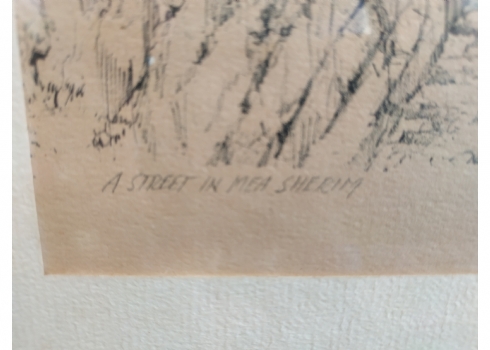 A STREET IN MEA SHERIM